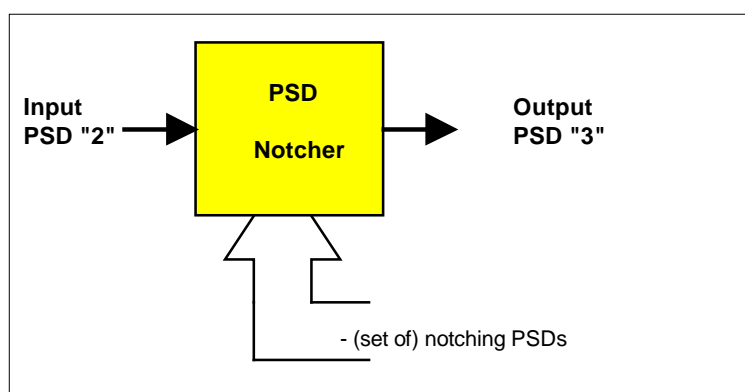 Input
PSD "2"
PSD
Notcher
Output
PSD "3"
- (set of) notching PSDs